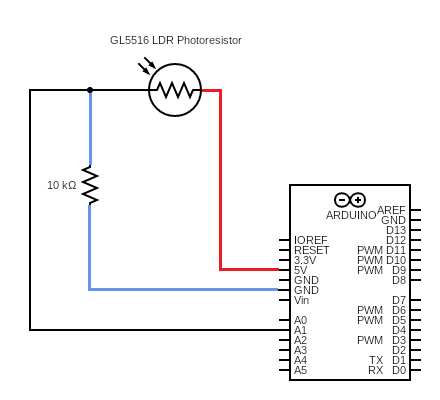 GL5516 LDR Photoresistor
10 kΩ
ARDUINO
IOREF
RESET
3.3V
5V
GND
GND
Vin
A0
A1
A2
A3
A4
A5
AREF
GND
D13
D12
PWM D11
PWM D10
PWM D9
D8
D7
PWM D6
PWM D5
D4
PWM D3
D2
TX D1
RX D0